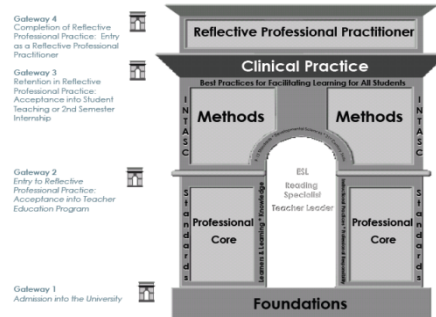 Gateway 4
Completion of Reflective
Professional Practice: Entry
as a Reflective Professional
Practitioner
Gateway 3
Retention in Reflective
Professional Practice:
Acceptance into Student
Teaching or 2nd Semester
Internship
Gateway 2
Entry to Reflective
Professional Practice:
Acceptance into Teacher
Education Program
Gateway 1
Admission into the University
Reflective Professional Practitioner
Clinical Practice
Best Practices for Facilitating Learning for All Students
INTASC
Methods
Methods
INTASC
ESL
Reading
Specialist
Teacher Leader
Standards
Professional
Core
Learners & Learning * Knowledge
Professional
Core
Standards
Foundations